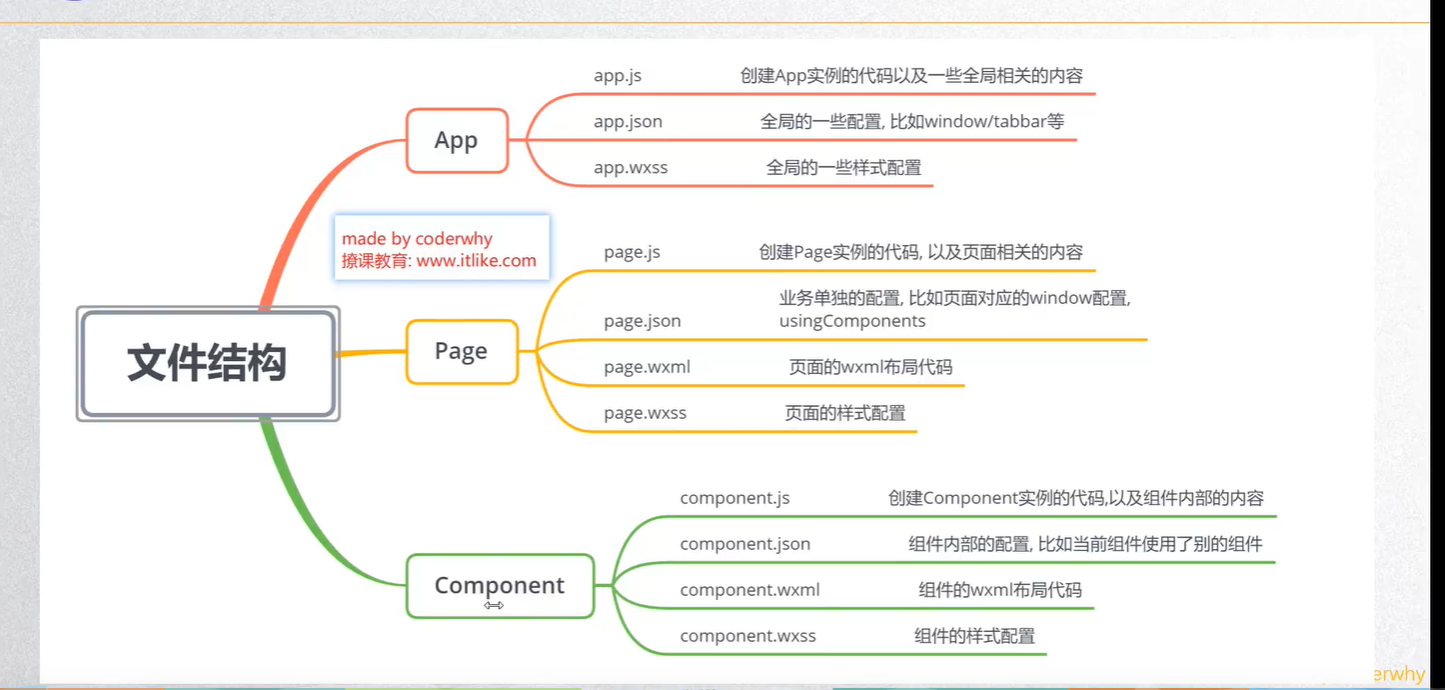 app.js 创建App实例的代码以及一些全局相关的内容
app.json 全局的一些配置, 比如window/tabbar等
App
app.wxss 全局的一些样式配置
made by coderwhy
撩课教育: www.itlike.com
page.js 创建Page实例的代码, 以及页面相关的内容
业务单独的配置, 比如页面对应的window配置,
page.json usingComponents
文件结构
Page
page.wxml 页面的wxml布局代码
page.wxss 页面的样式配置
component.js 创建Component实例的代码,以及组件内部的内容
component.json 组件内部的配置, 比如当前组件使用了别的组件
Component
component.wxml 组件的wxml布局代码
component.wxss 组件的样式配置
erwhy